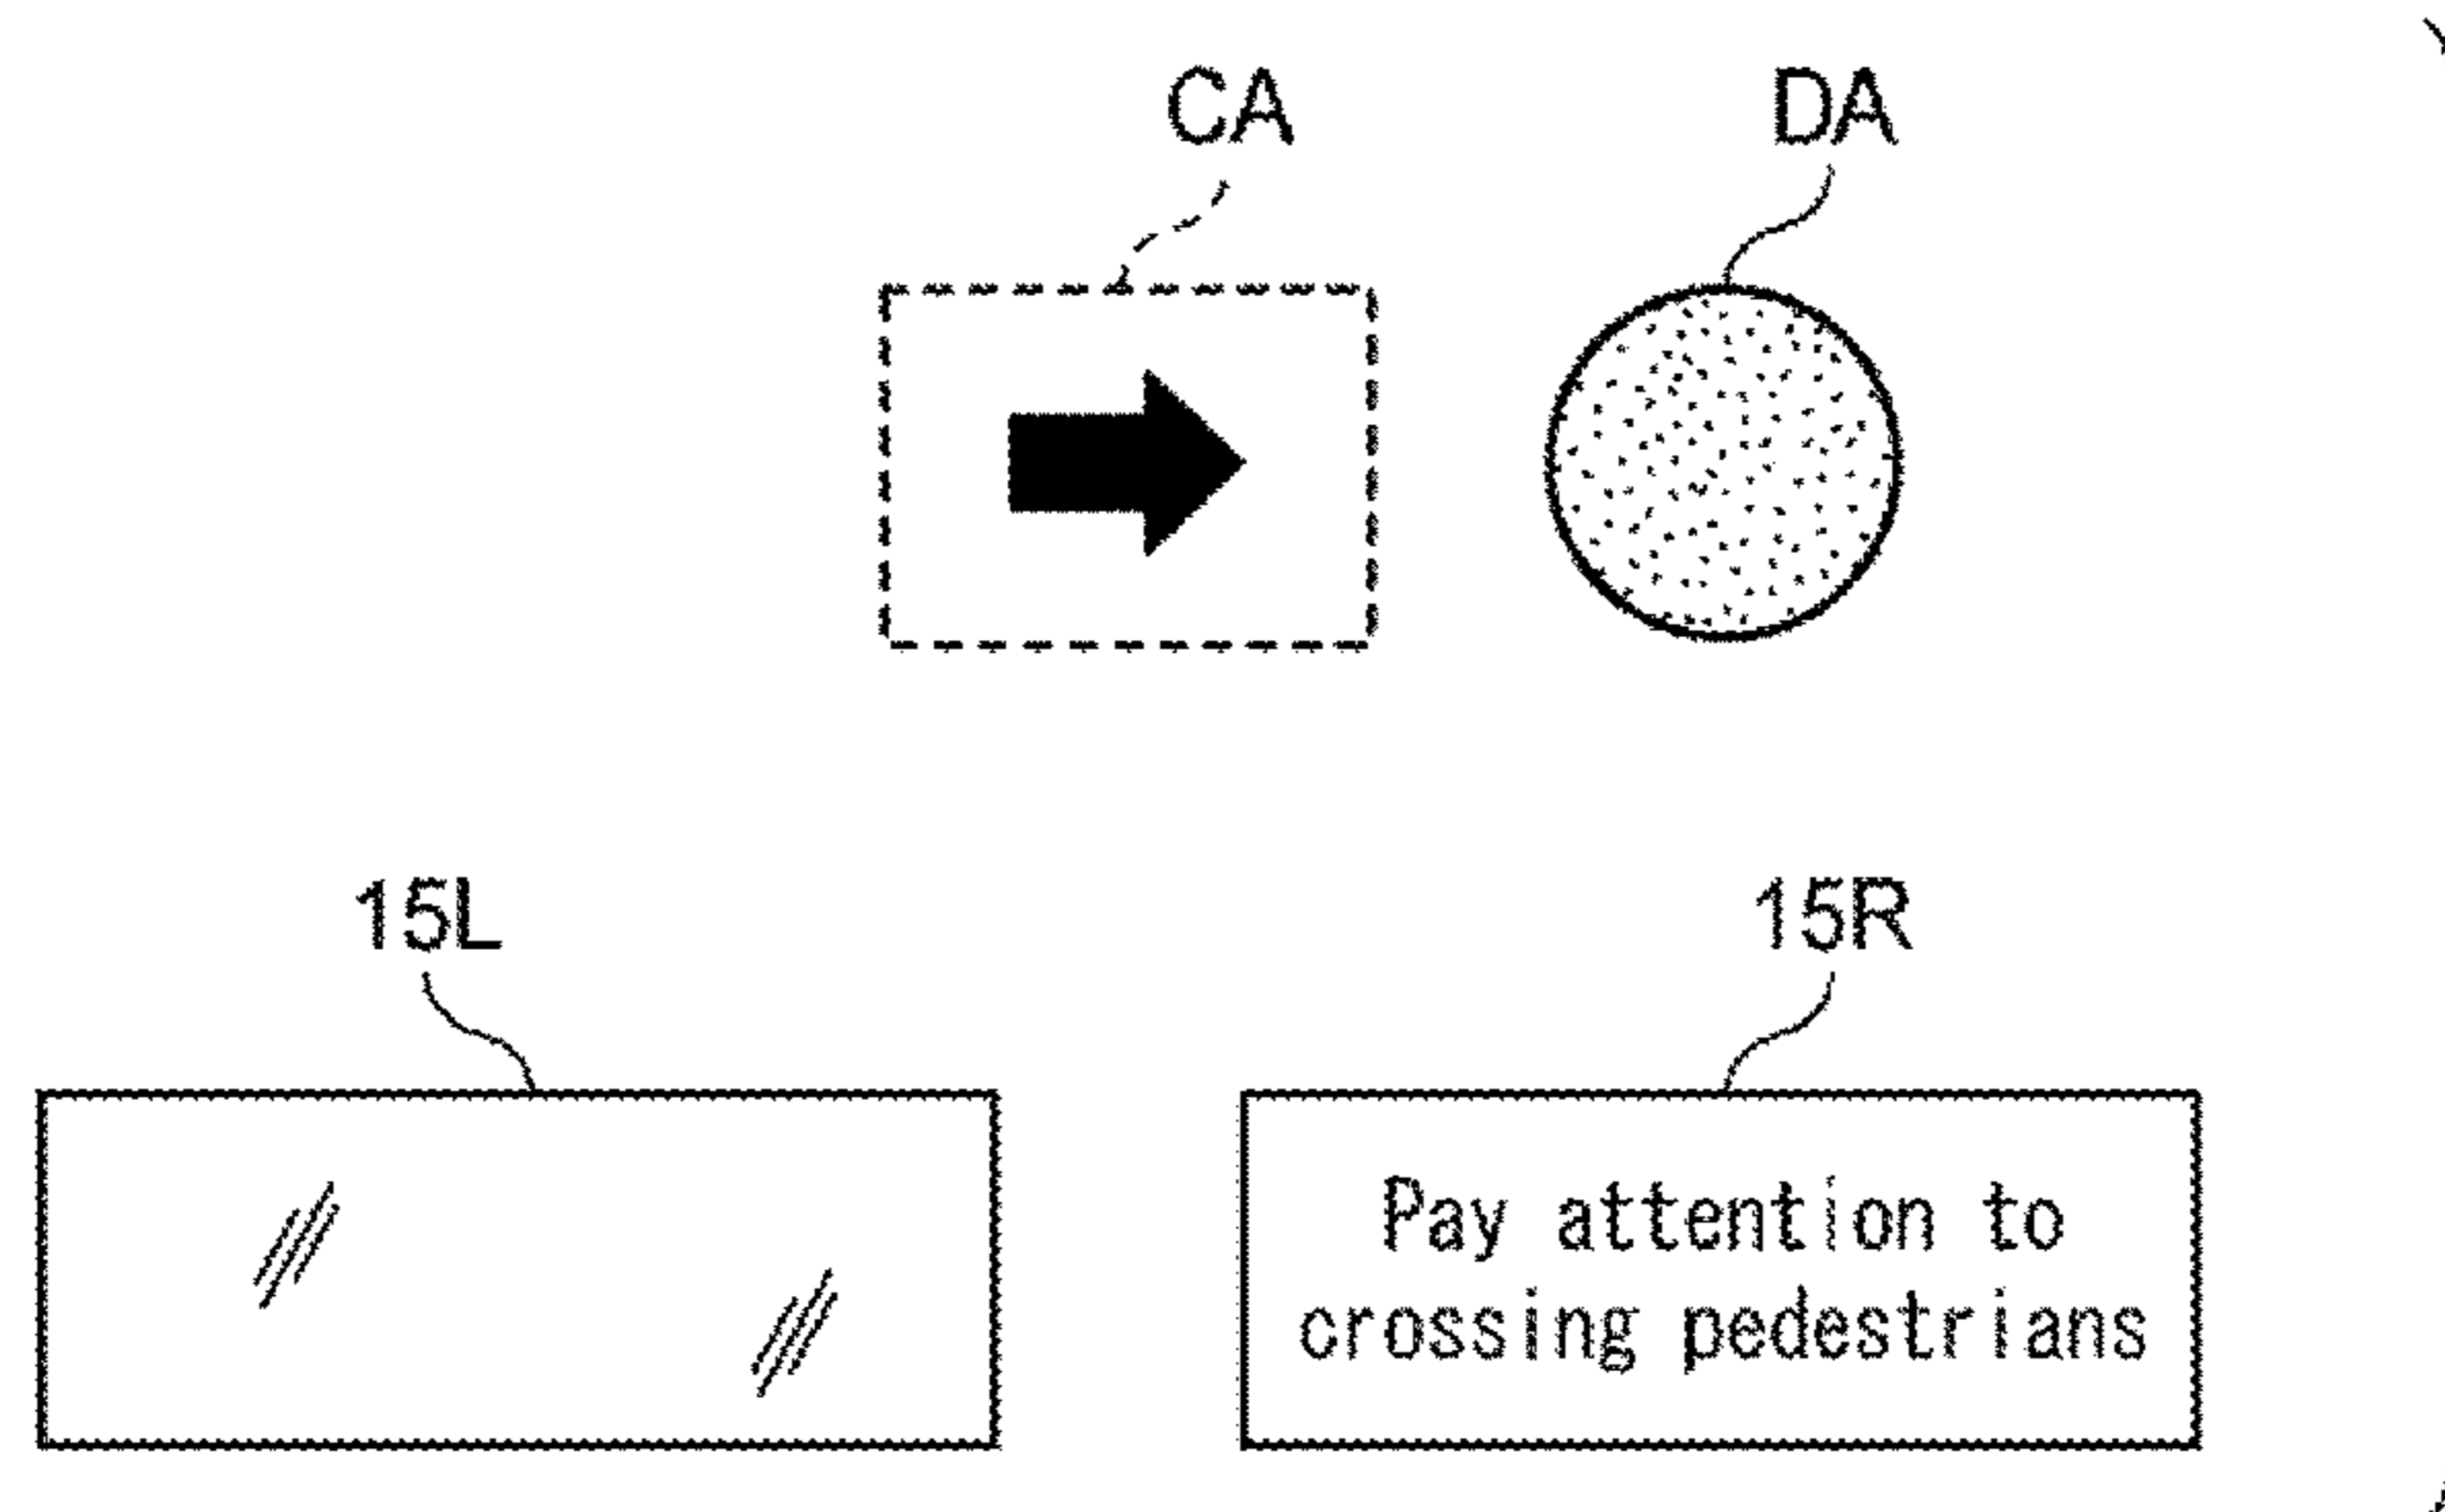 CA
DA
15L
15R
Pay attention to
crossing pedestrians